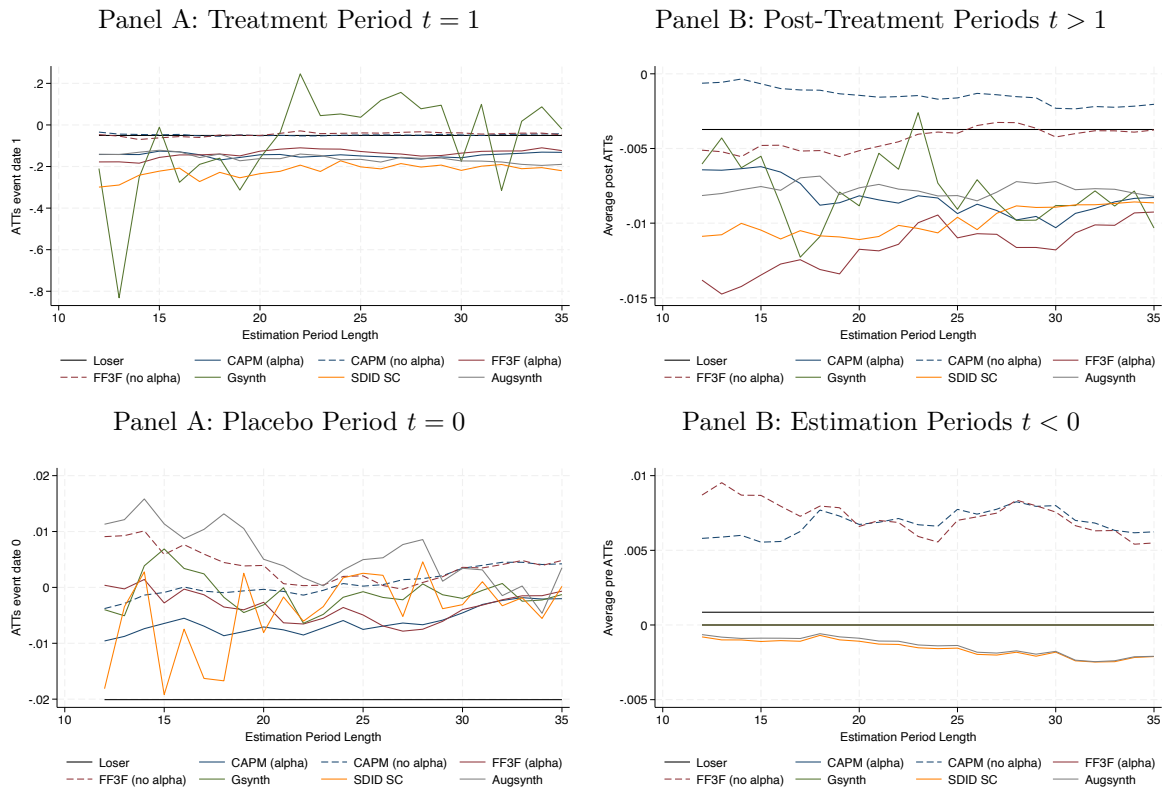 Panel A: Treatment Period t = 1
.2
0
-.2
-.4
-.6
-.8
ATTs event date 1
10 15 20 25 30 35
Estimation Period Length
Loser CAPM (alpha) CAPM (no alpha) FF3F (alpha)
FF3F (no alpha) Gsynth SDID SC Augsynth
Panel B: Post-Treatment Periods t > 1
0
-.005
-.01
-.015
Average post ATTs
10 15 20 25 30 35
Estimation Period Length
Loser CAPM (alpha) CAPM (no alpha) FF3F (alpha)
FF3F (no alpha) Gsynth SDID SC Augsynth
Panel A: Placebo Period t = 0
.02
.01
0
-.01
-.02
ATTs event date 0
10 15 20 25 30 35
Estimation Period Length
Loser CAPM (alpha) CAPM (no alpha) FF3F (alpha)
FF3F (no alpha) Gsynth SDID SC Augsynth
Panel B: Estimation Periods t < 0
.01
.005
0
-.005
Average pre ATTs
10 15 20 25 30 35
Estimation Period Length
Loser CAPM (alpha) CAPM (no alpha) FF3F (alpha)
FF3F (no alpha) Gsynth SDID SC Augsynth